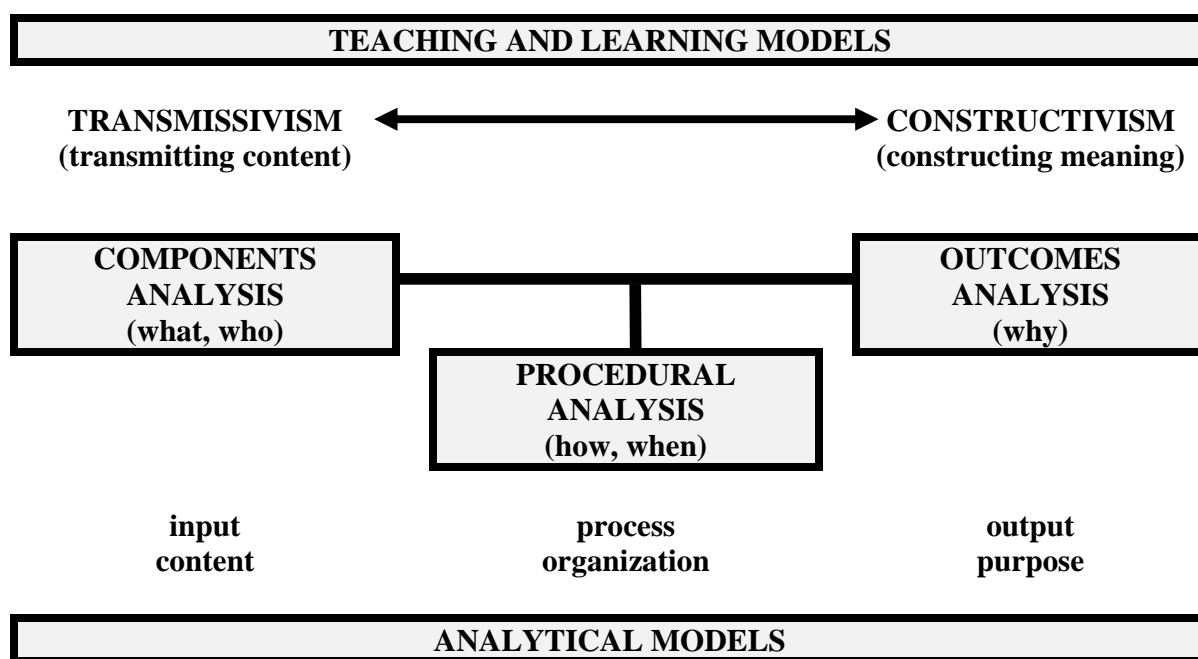 TEACHING AND LEARNING MODELS
TRANSMISSIVISM
(transmitting content)
CONSTRUCTIVISM
(constructing meaning)
COMPONENTS
ANALYSIS
(what, who)
OUTCOMES
ANALYSIS
(why)
PROCEDURAL
ANALYSIS
(how, when)
input
content
process
organization
output
purpose
ANALYTICAL MODELS